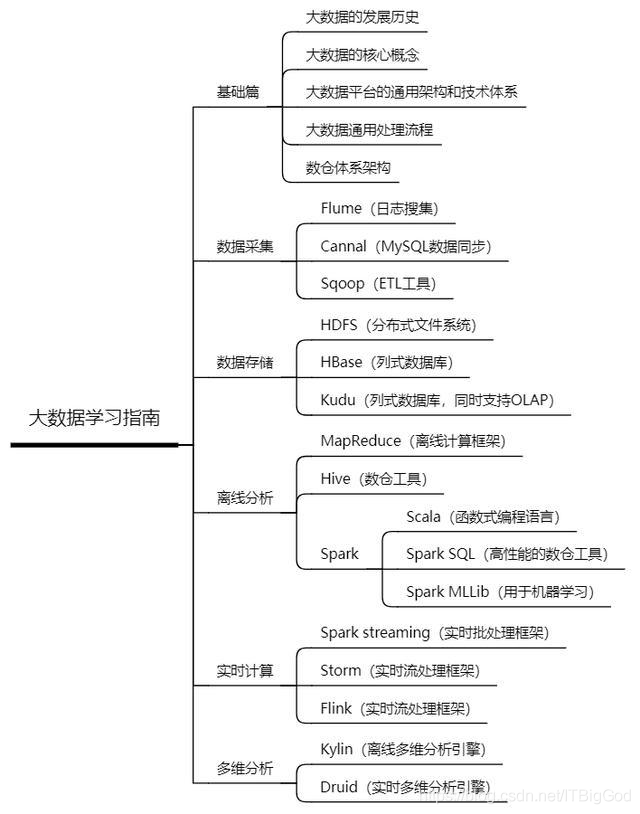 大数据学习指南
基础篇
大数据的发展历史
大数据的核心概念
大数据平台的通用架构和技术体系
大数据通用处理流程
数仓体系架构
数据采集
Flume（日志搜集）
Cannal（MySQL数据同步）
Sqoop（ETL工具）
数据存储
HDFS（分布式文件系统）
HBase（列式数据库）
Kudu（列式数据库，同时支持OLAP）
离线分析
MapReduce（离线计算框架）
Hive（数仓工具）
Spark
Scala（函数式编程语言）
Spark SQL（高性能的数仓工具）
Spark MLLib（用于机器学习）
实时计算
Spark streaming（实时批处理框架）
Storm（实时流处理框架）
Flink（实时流处理框架）
多维分析
Kylin（离线多维分析引擎）
Druid（实时多维分析引擎）
https://blog.csdn.net/ITBigGod